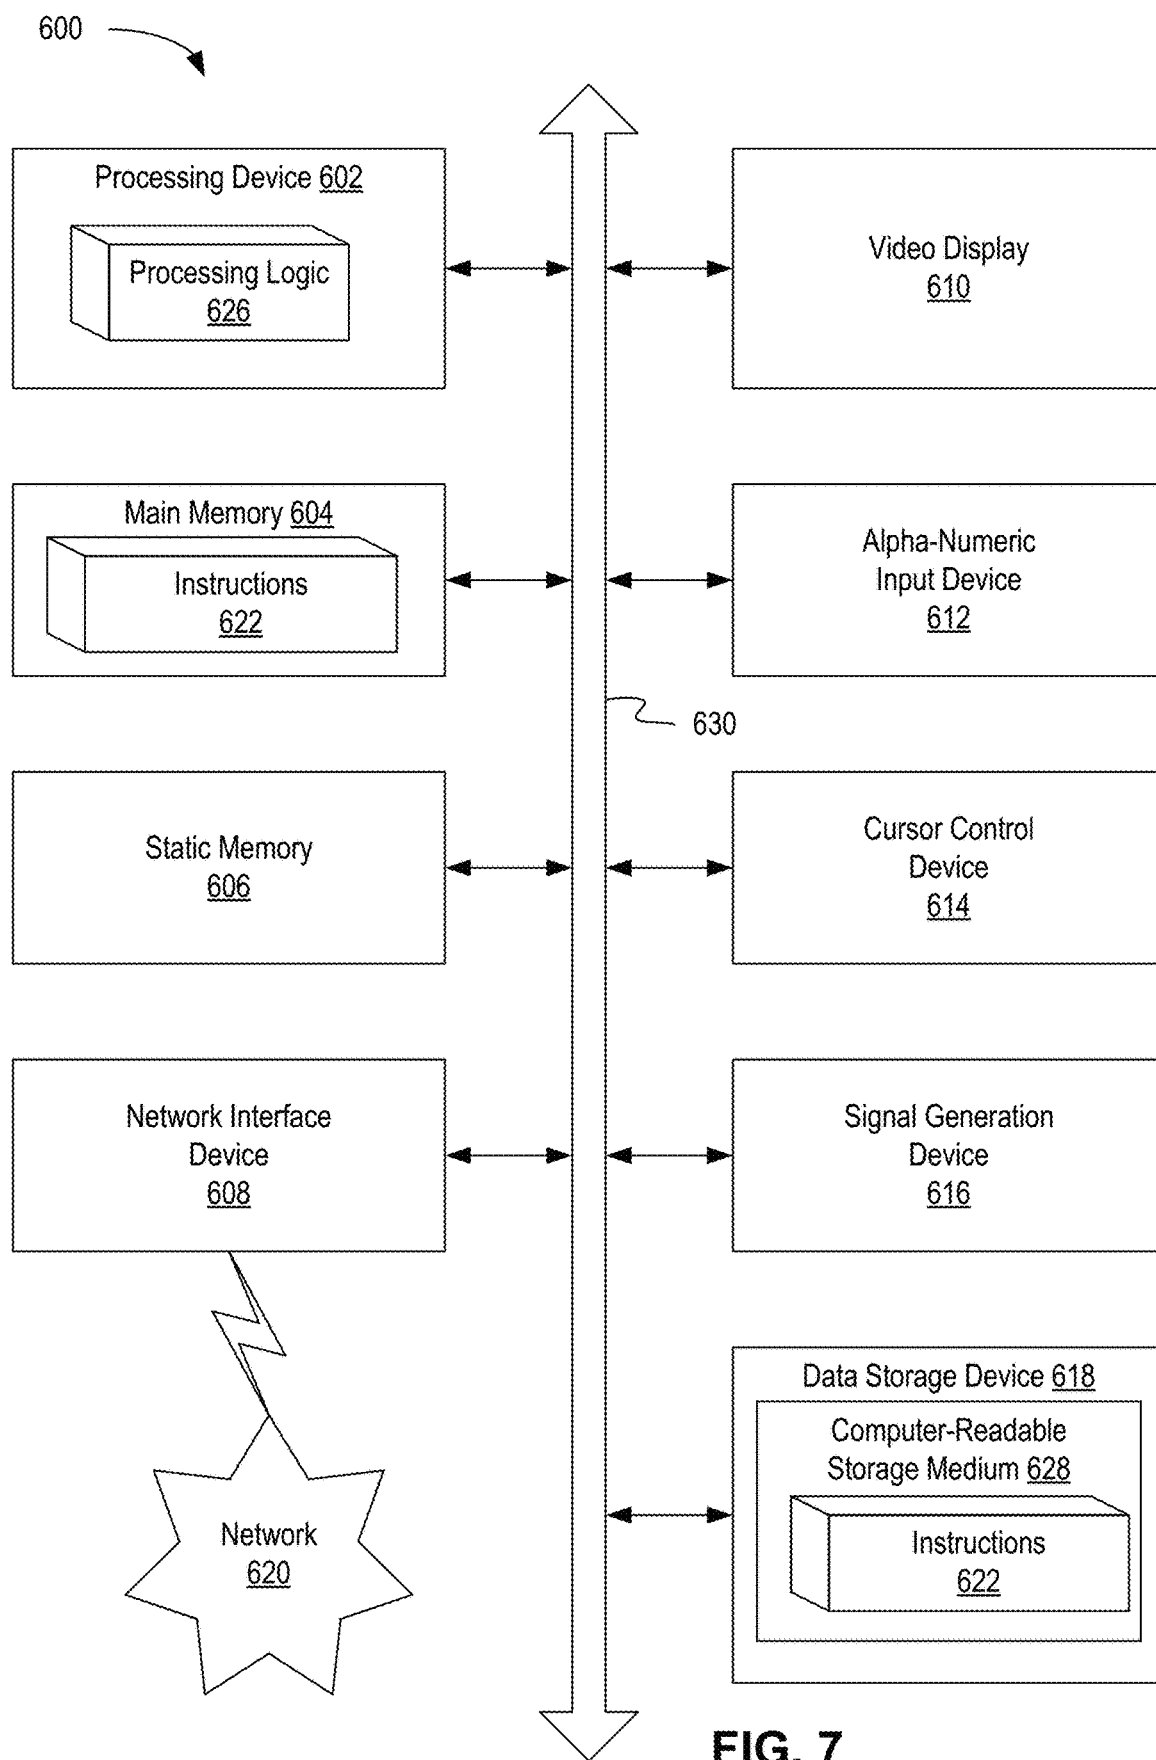 600
Processing Device 602
Processing Logic
626
Video Display
610
Main Memory 604
Instructions
622
Alpha-Numeric
Input Device
612
630
Static Memory
606
Cursor Control
Device
614
Network Interface
Device
608
Signal Generation
Device
616
Data Storage Device 618
Computer-Readable
Storage Medium 628
Instructions
622
Network
620
FIG. 7